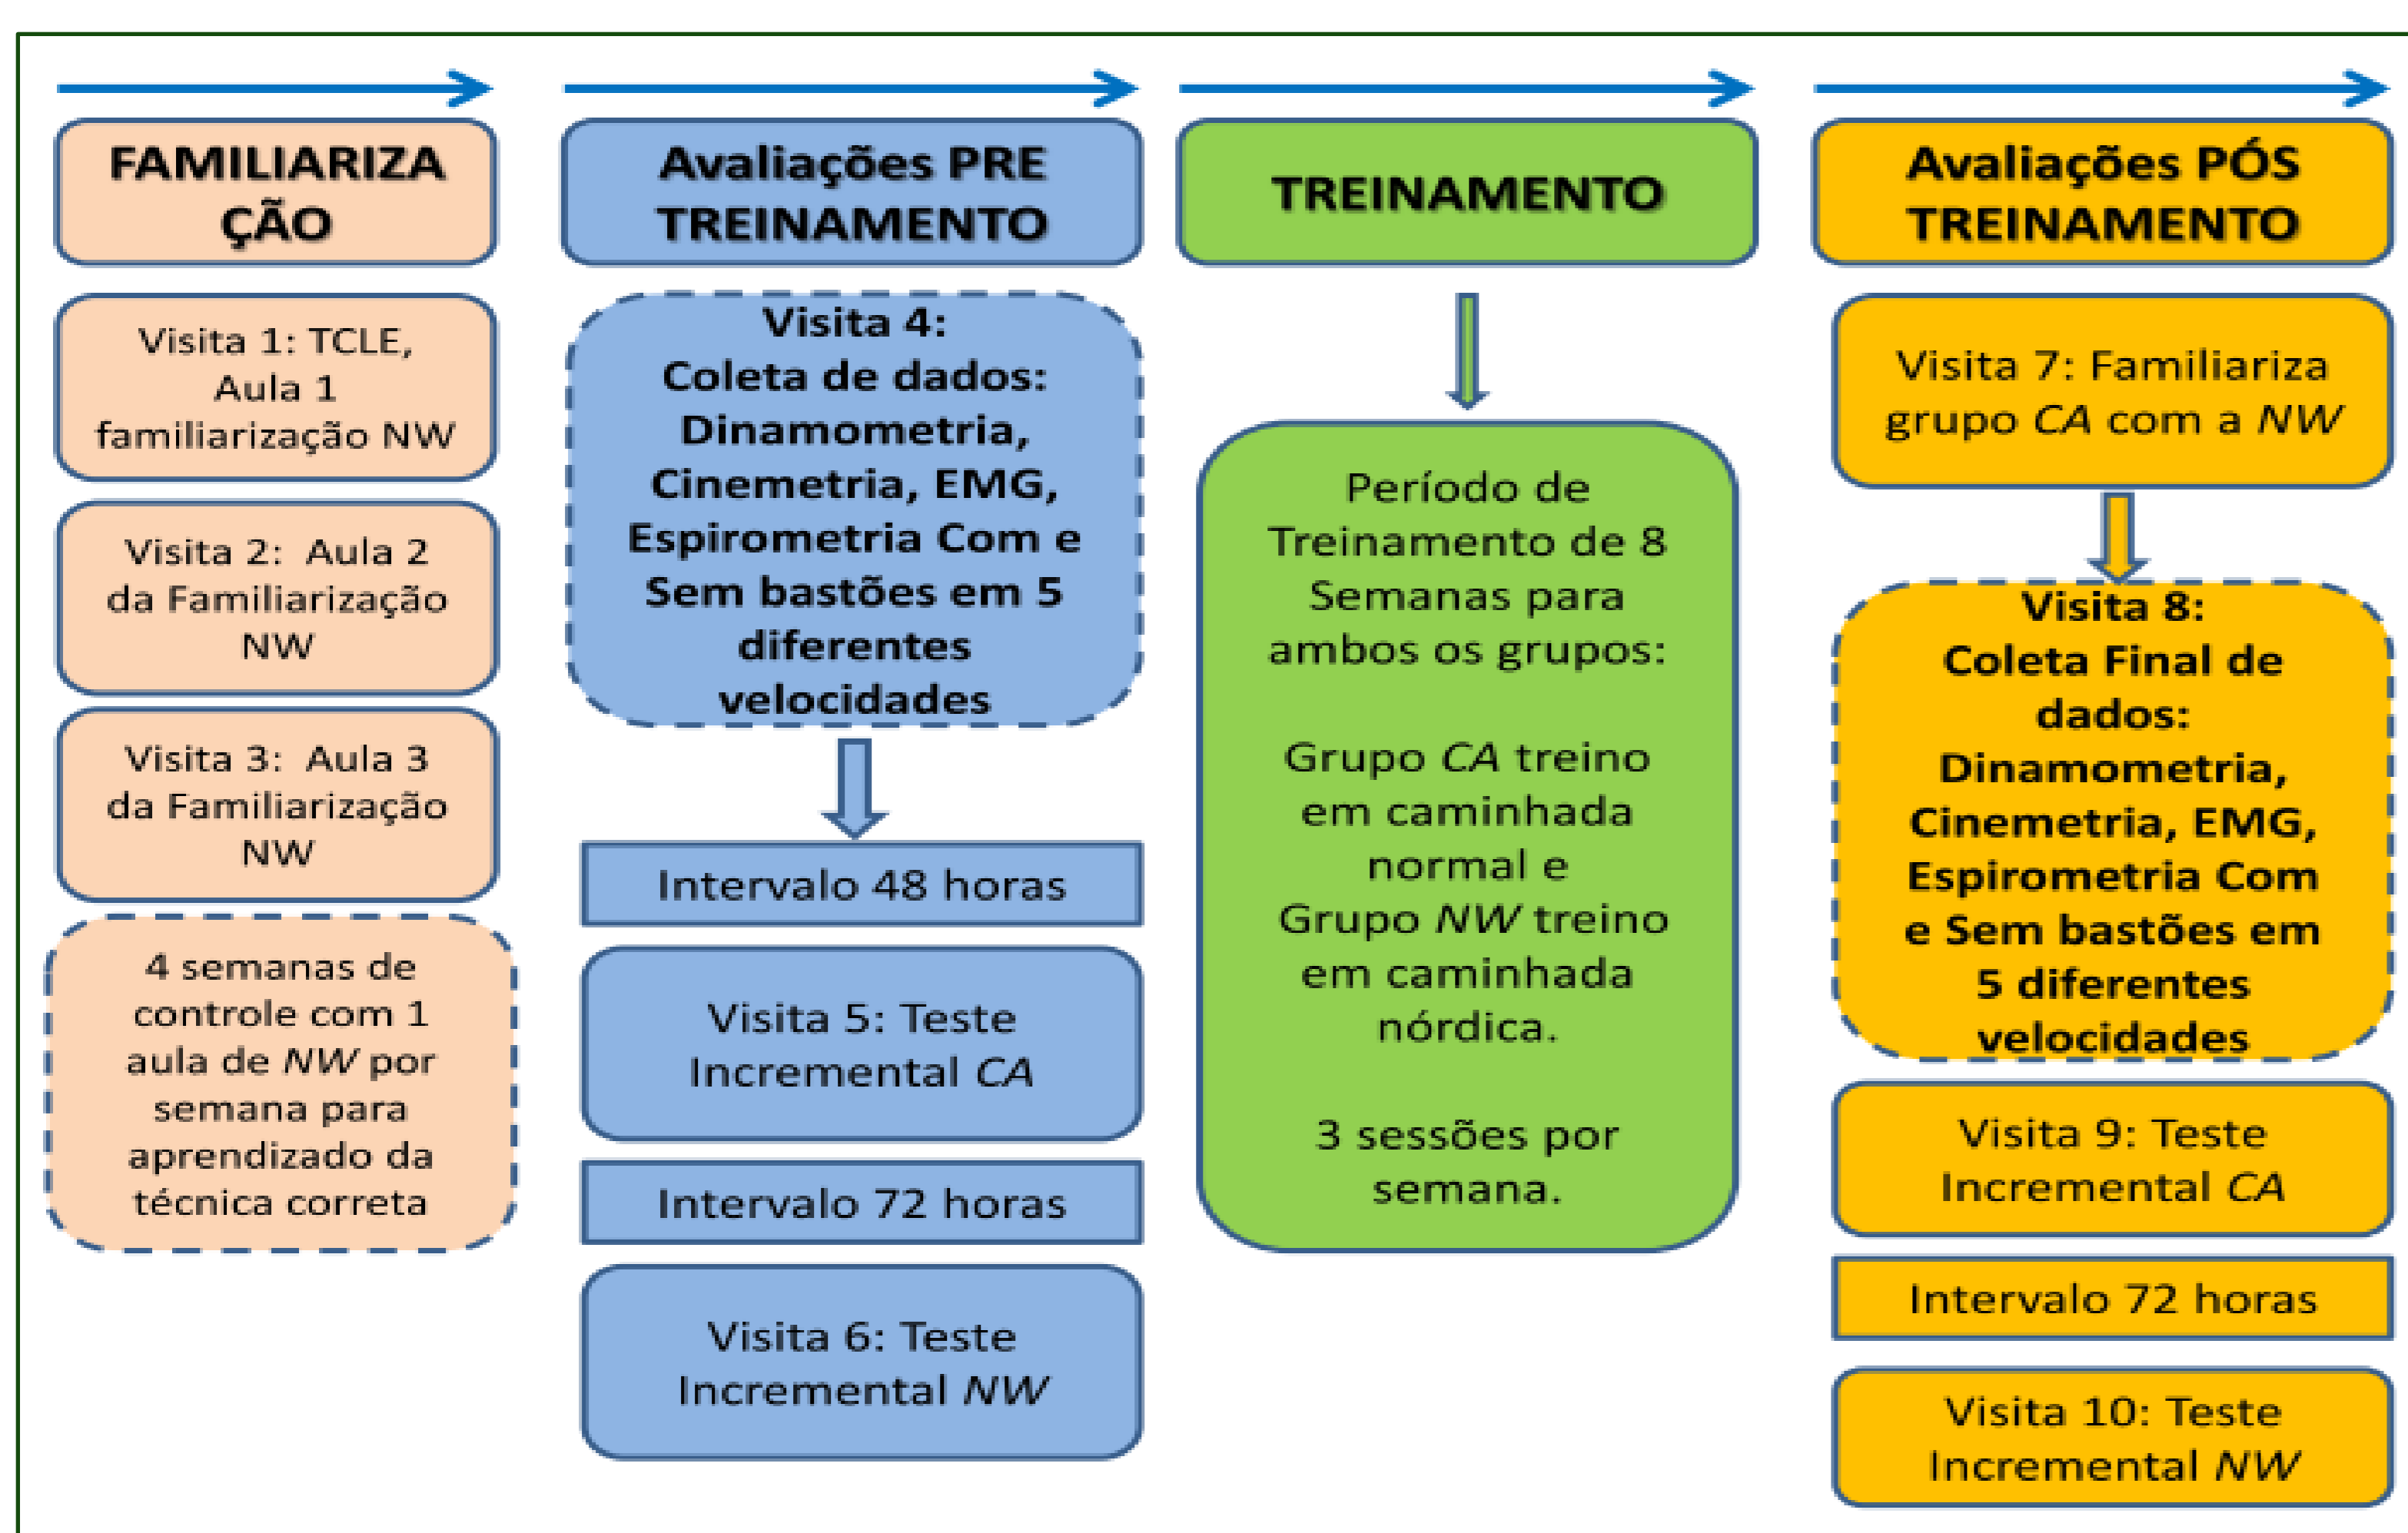 FAMILIARIZA
ÇÃO
Visita 1: TCLE,
Aula 1
familiarização NW
Visita 2:  Aula 2
da Familiarização
NW
Visita 3:  Aula 3
da Familiarização
NW
4 semanas de
controle com 1
aula de NW por
semana para
aprendizado da
técnica correta
Avaliações PRE
TREINAMENTO
Visita 4:
Coleta de dados:
Dinamometria,
Cinemetria, EMG,
Espirometria Com e
Sem bastões em 5
diferentes
velocidades
Intervalo 48 horas
Visita 5: Teste
Incremental CA
Intervalo 72 horas
Visita 6: Teste
Incremental NW
TREINAMENTO
Período de
Treinamento de 8
Semanas para
ambos os grupos:
Grupo CA treino
em caminhada
normal e
Grupo NW treino
em caminhada
nórdica.
3 sessões por
semana.
Avaliações PÓS
TREINAMENTO
Visita 7: Familiariza
grupo CA com a NW
Visita 8:
Coleta Final de
dados:
Dinamometria,
Cinemetria, EMG,
Espirometria Com
e Sem bastões em
5 diferentes
velocidades
Visita 9: Teste
Incremental CA
Intervalo 72 horas
Visita 10: Teste
Incremental NW